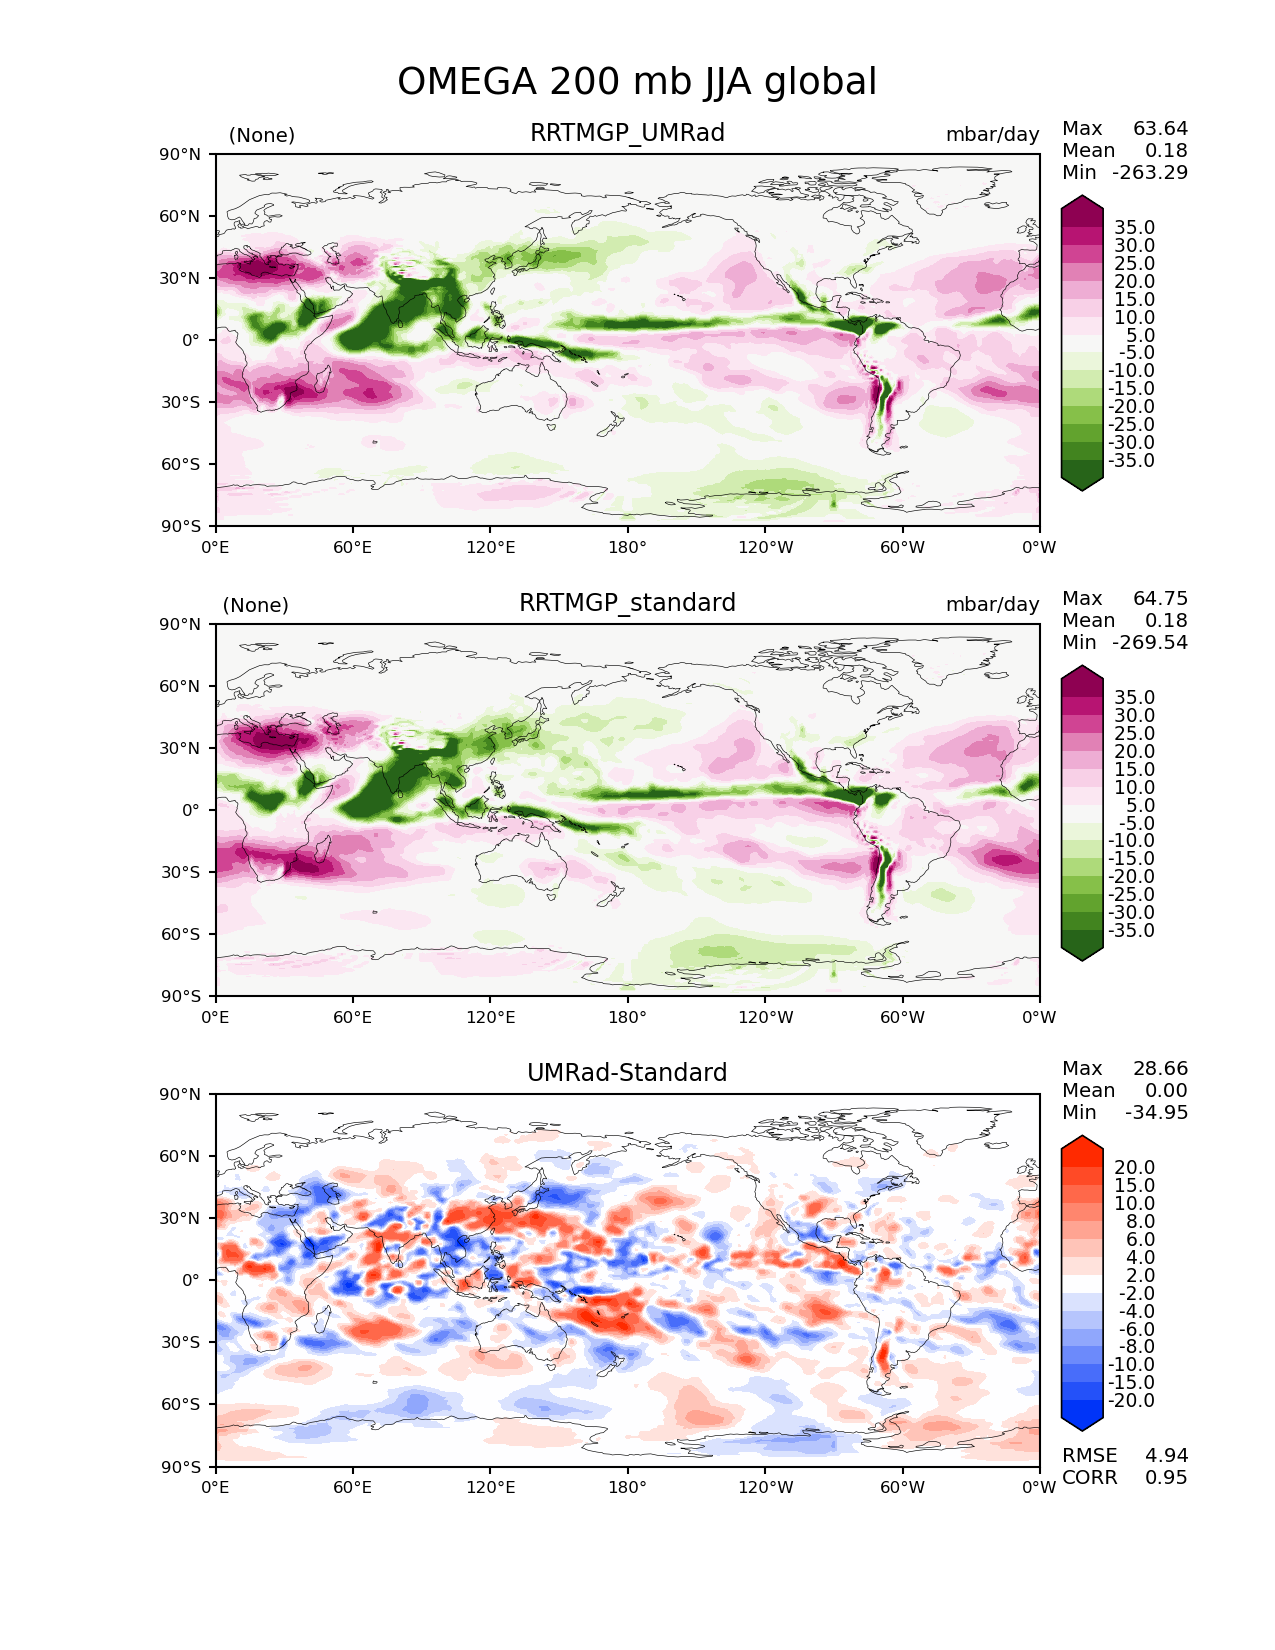 OMEGA 200 mb JJA global
(None) RRTMGP_UMRad mbar/day
Max 63.64
Mean 0.18
Min -263.29
90°N
60°N
30°N
0°
30°S
60°S
90°S
0°E 60°E 120°E 180° 120°W 60°W 0°W
35.0
30.0
25.0
20.0
15.0
10.0
5.0
-5.0
-10.0
-15.0
-20.0
-25.0
-30.0
-35.0
(None) RRTMGP_standard mbar/day
Max 64.75
Mean 0.18
Min -269.54
90°N
60°N
30°N
0°
30°S
60°S
90°S
0°E 60°E 120°E 180° 120°W 60°W 0°W
35.0
30.0
25.0
20.0
15.0
10.0
5.0
-5.0
-10.0
-15.0
-20.0
-25.0
-30.0
-35.0
UMRad-Standard
Max 28.66
Mean 0.00
Min -34.95
90°N
60°N
30°N
0°
30°S
60°S
90°S
0°E 60°E 120°E 180° 120°W 60°W 0°W
20.0
15.0
10.0
8.0
6.0
4.0
2.0
-2.0
-4.0
-6.0
-8.0
-10.0
-15.0
-20.0
RMSE 4.94
CORR 0.95